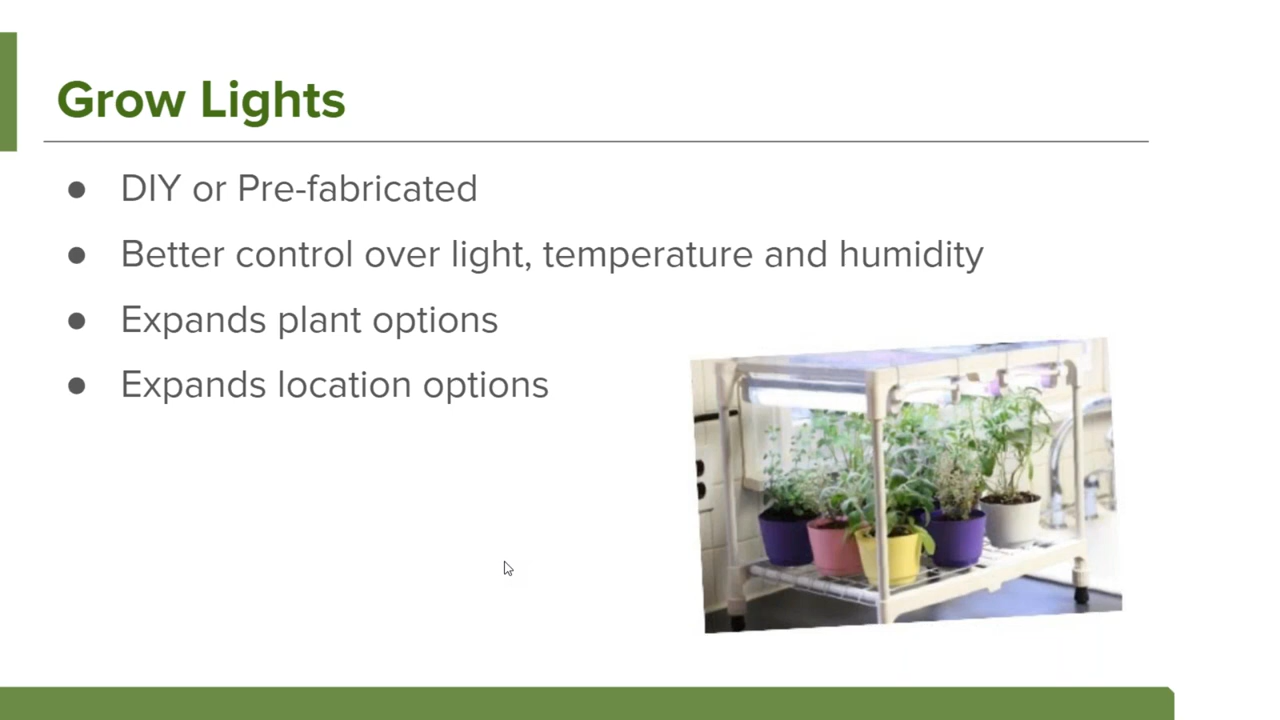 Grow Lights
● DIY or Pre-fabricated
● Better control over light, temperature and humidity
● Expands plant options
● Expands location options